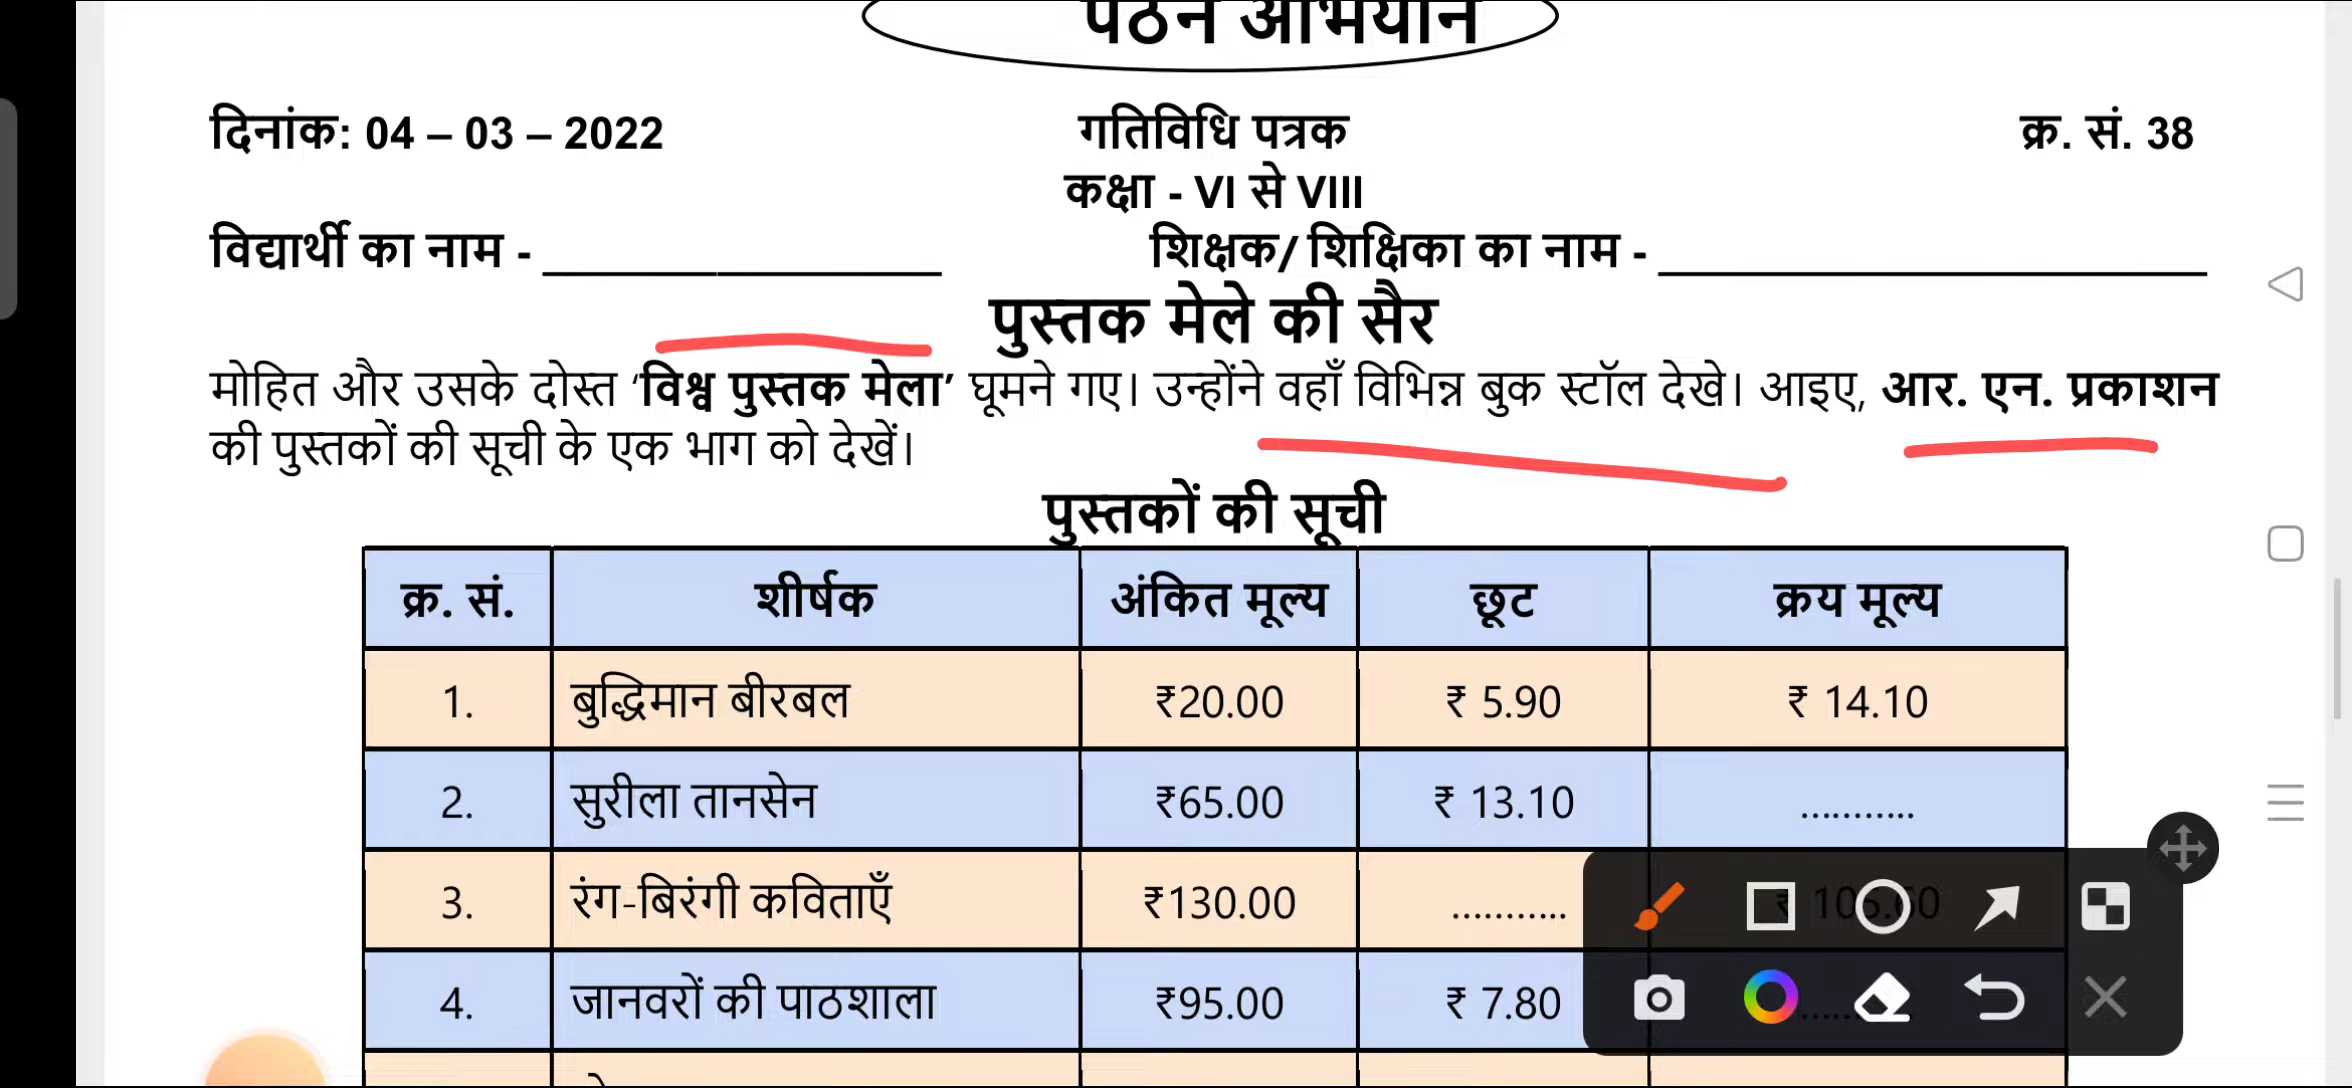 पठन अभियान
दिनांक: 04 – 03 – 2022 गतिविधि पत्रक क्र. सं. 38
कक्षा - VI से VIII
विद्यार्थी का नाम - ________________ शिक्षक/ शिक्षिका का नाम - ______________________
पुस्तक मेले की सैर
मोहित और उसके दोस्त ‘विश्व पुस्तक मेला’ घूमने गए। उन्होंने वहाँ विभिन्न बुक स्टॉल देखे। आइए, आर. एन. प्रकाशन
की पुस्तकों की सूची के एक भाग को देखें।
पुस्तकों की सूची
क्र. सं. शीर्षक अंकित मूल्य छूट क्रय मूल्य
1. बुद्धिमान बीरबल ₹20.00 ₹ 5.90 ₹ 14.10
2. सुरीला तानसेन ₹65.00 ₹ 13.10 ...........
3. रंग-बिरंगी कविताएँ ₹130.00 ...........
4. जानवरों की पाठशाला ₹95.00 ₹ 7.80